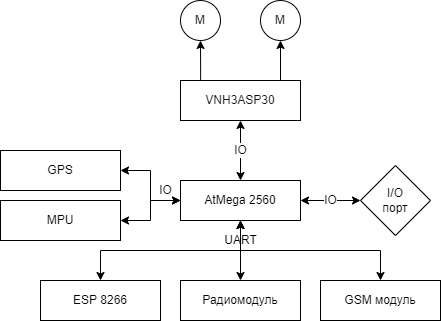 M
M
VNH3ASP30
IO
GPS
IO
AtMega 2560
IO
I/O
порт
MPU
UART
ESP 8266
Радиомодуль
GSM модуль